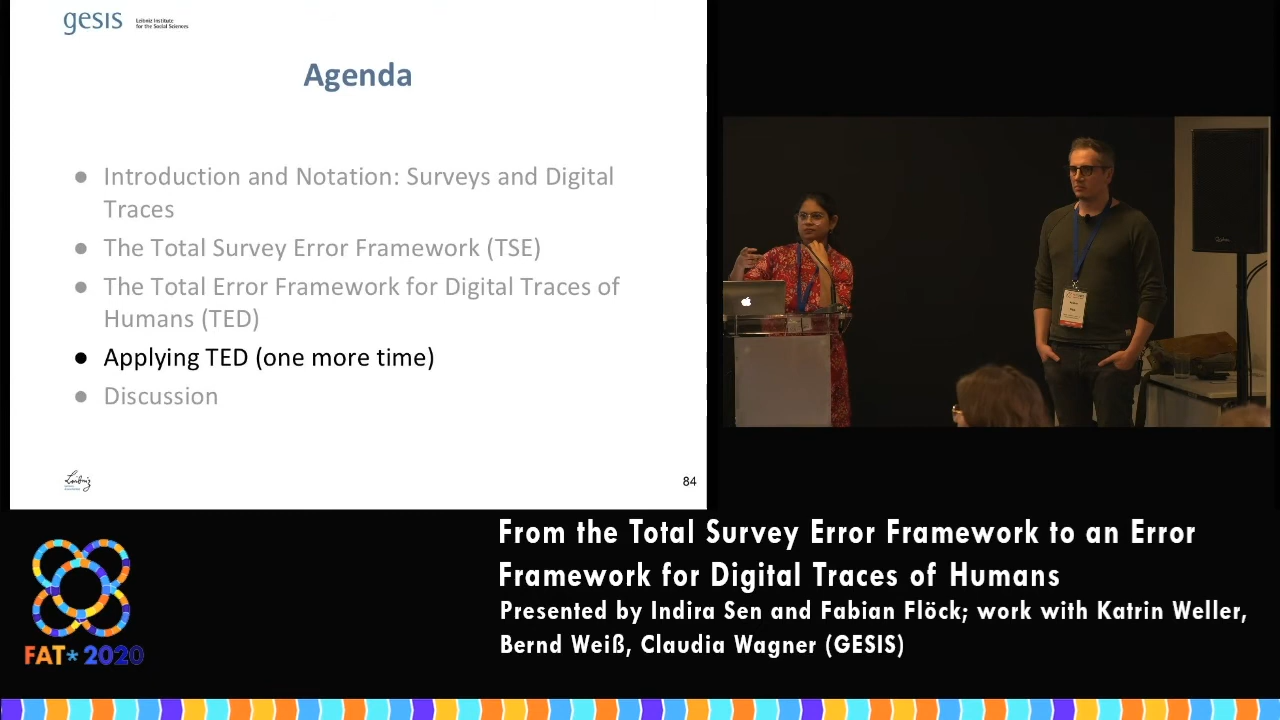 gesis
Leibniz Institute
for the Social Sciences
Agenda
● Introduction and Notation: Surveys and Digital
Traces
● The Total Survey Error Framework (TSE)
● The Total Error Framework for Digital Traces of
Humans (TED)
● Applying TED (one more time)
● Discussion
Leibniz
84
From the Total Survey Error Framework to an Error
Framework for Digital Traces of Humans
Presented by Indira Sen and Fabian Flöck; work with Katrin Weller,
Bernd Weiß, Claudia Wagner (GESIS)
FAT* 2020